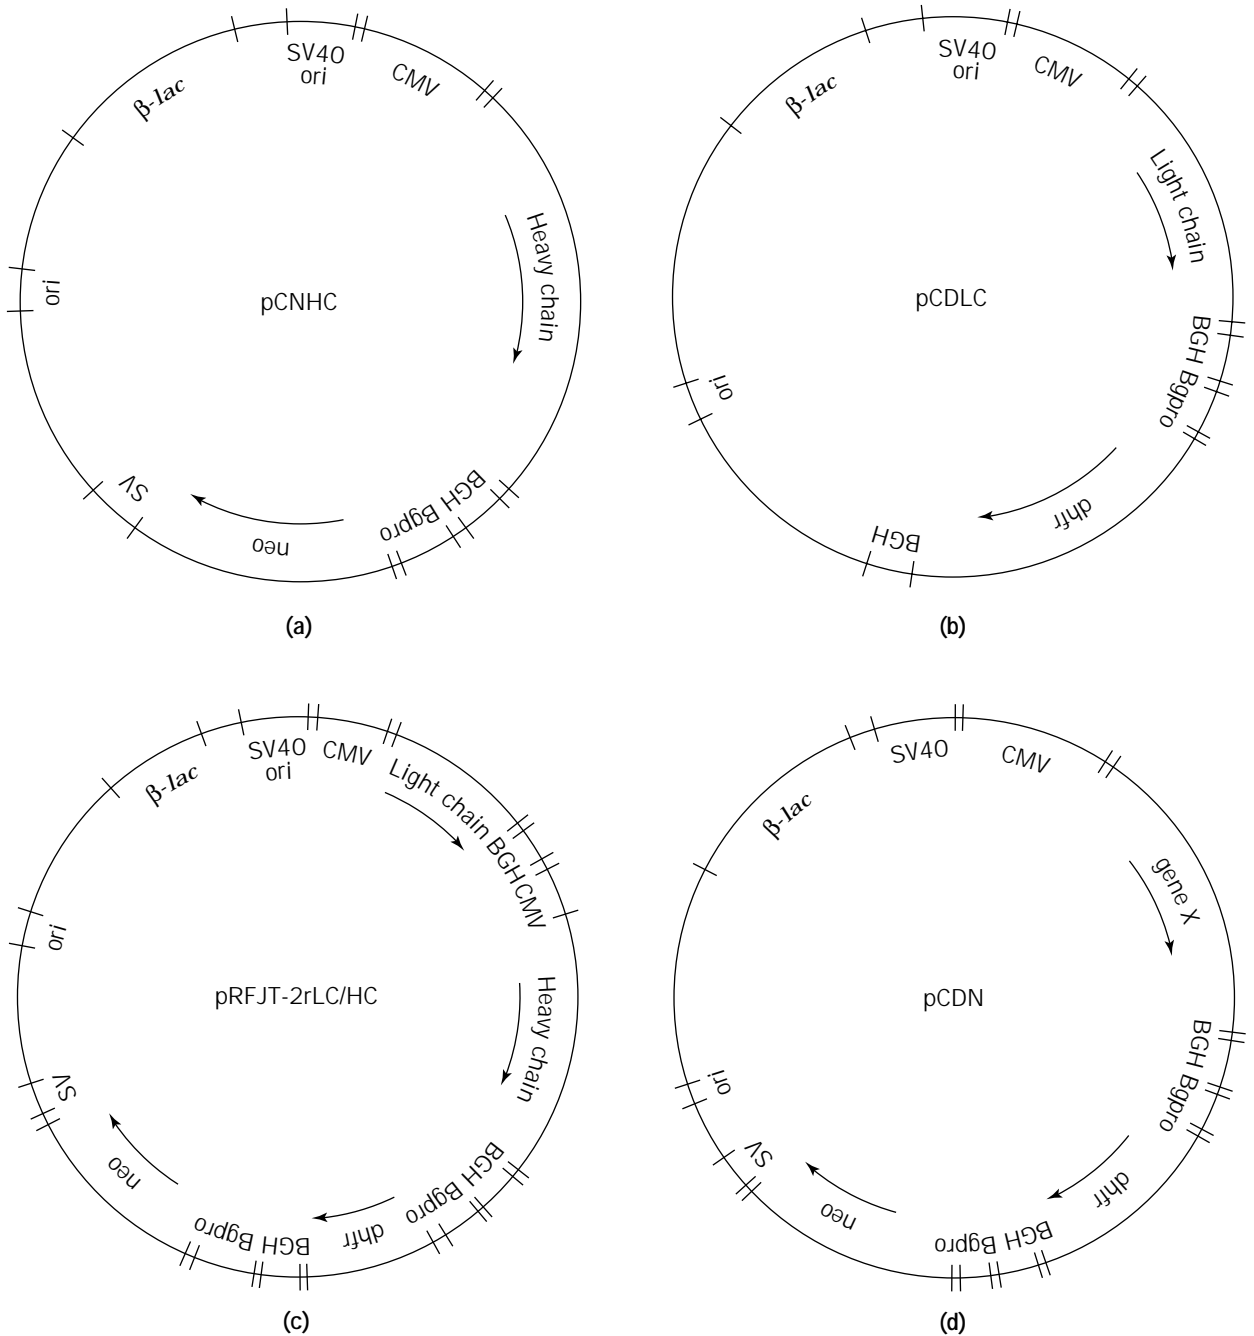 SV40
ori
CMV
Heavy chain
BGH Bgpro
neo
SV
ori
β-lac
pCNHC
(a)
SV40
ori
CMV
Light chain
BGH Bgpro
dhfr
BGH
ori
β-lac
pCDLC
(b)
SV40
ori
CMV
Light chain BGH CMV
Heavy chain
BGH Bgpro
dhfr
BGH Bgpro
neo
SV
ori
β-lac
pRFJT-2rLC/HC
(c)
SV40
CMV
gene X
BGH Bgpro
dhfr
BGH Bgpro
neo
SV
ori
β-lac
pCDN
(d)